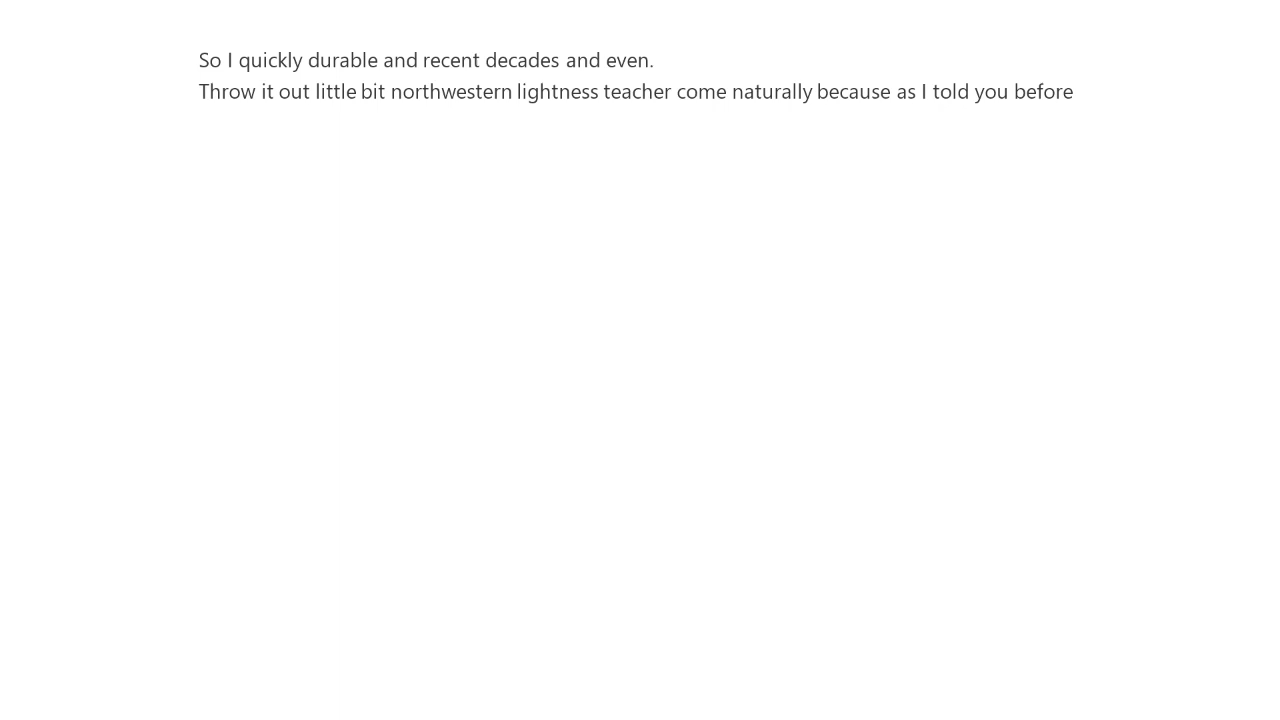 So I quickly durable and recent decades and even.
Throw it out little bit northwestern lightness teacher come naturally because as I told you before